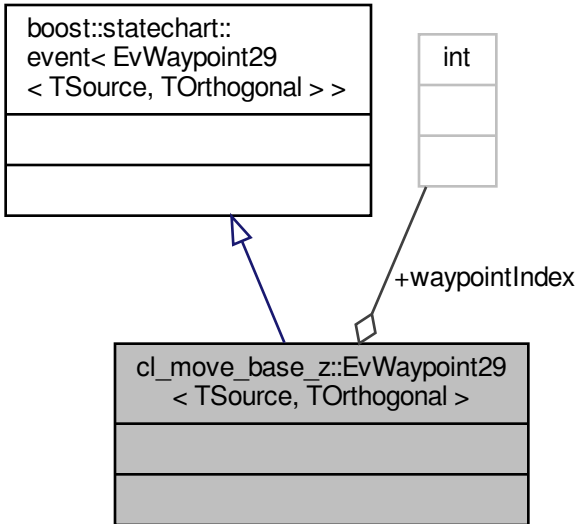 boost::statechart::
event< EvWaypoint29
< TSource, TOrthogonal > >
int
+waypointIndex
cl_move_base_z::EvWaypoint29
< TSource, TOrthogonal >